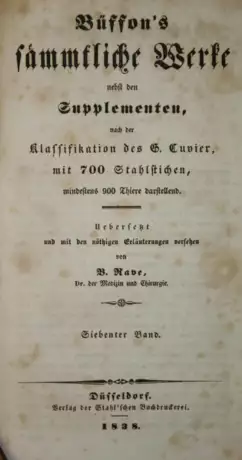 Büffon's
sämmtliche Werke
nebst den
Supplementen,
nach der
Klassifikation des G. Cuvier,
mit 700 Stahlstichen,
mindestens 900 Thiere darstellend.
Uebersetzt
und mit den nöthigen Erläuterungen versehen
von
B. Rave,
Dr. der Medizin und Chirurgie.
Siebenter Band.
Düsseldorf.
Verlag der Stahl'schen Buchdruckerei.
1838.